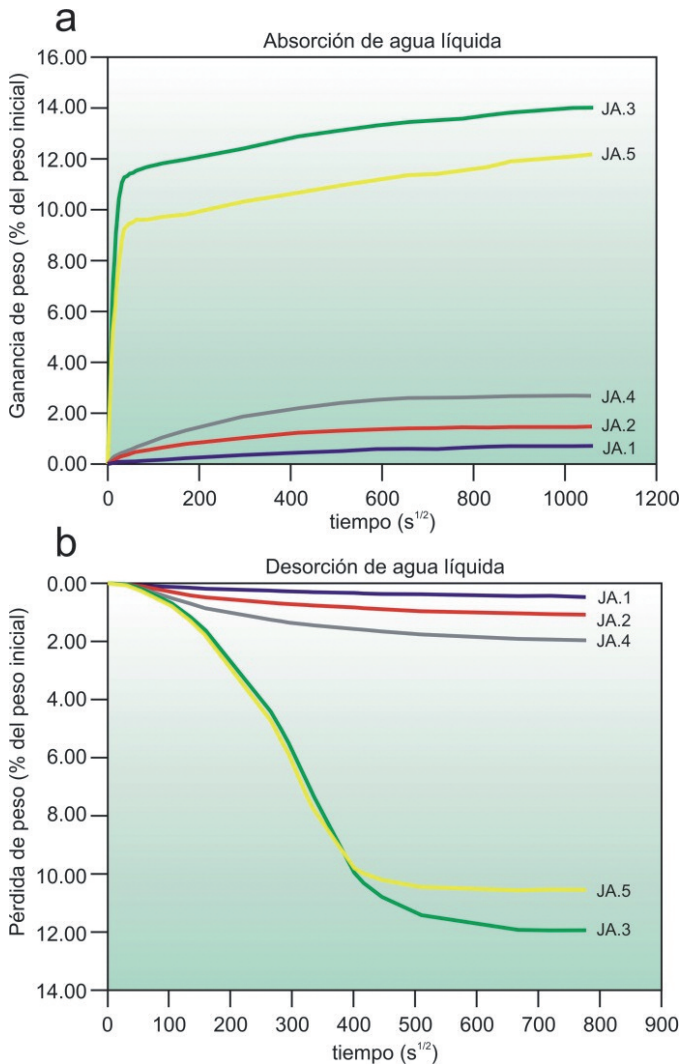 a
Absorción de agua líquida
Ganancia de peso (% del peso inicial)
16.00
14.00
12.00
10.00
8.00
6.00
4.00
2.00
0.00
JA.3
JA.5
JA.4
JA.2
JA.1
0 200 400 600 800 1000 1200
tiempo (s^1/2)
b
Desorción de agua líquida
Pérdida de peso (% del peso inicial)
0.00
2.00
4.00
6.00
8.00
10.00
12.00
14.00
JA.1
JA.2
JA.4
JA.5
JA.3
0 100 200 300 400 500 600 700 800 900
tiempo (s^1/2)